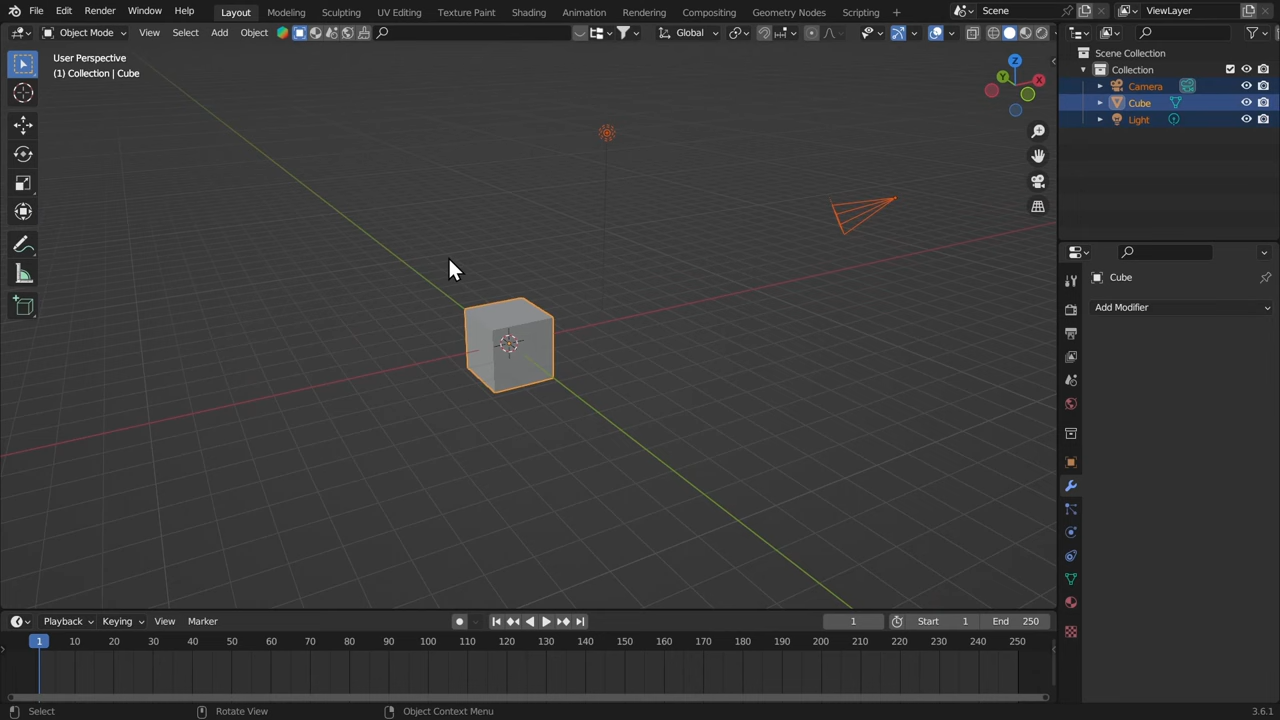 File Edit Render Window Help Layout Modeling Sculpting UV Editing Texture Paint Shading Animation Rendering Compositing Geometry Nodes Scripting + Scene ViewLayer
Object Mode View Select Add Object Global
User Perspective
(1) Collection | Cube
Z
Y
X
Scene Collection
Collection
Camera
Cube
Light
Cube
Add Modifier
Playback Keying View Marker 1 Start 1 End 250
1 10 20 30 40 50 60 70 80 90 100 110 120 130 140 150 160 170 180 190 200 210 220 230 240 250
Select Rotate View Object Context Menu 3.6.1